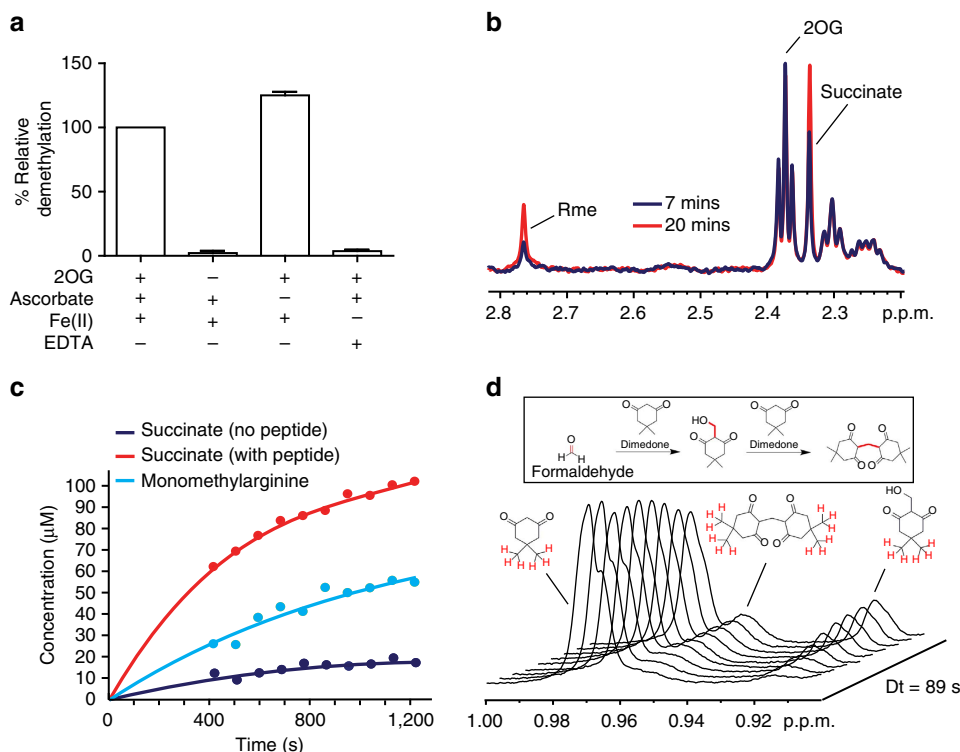 a
150
100
50
0
% Relative
demethylation
2OG + − + +
Ascorbate + + − +
Fe(II) + + + −
EDTA − − − +
b
2OG
Succinate
Rme
7 mins
20 mins
2.8 2.7 2.6 2.5 2.4 2.3 p.p.m.
c
Succinate (no peptide)
Succinate (with peptide)
Monomethylarginine
100
90
80
70
60
50
40
30
20
10
0
Concentration (μM)
0 400 800 1,200
Time (s)
d
O O O O
HO
O O O O O O
H H Dimedone Dimedone O O
Formaldehyde
HO
O O O O O O
O O
H H H H H H
H H H H H H H H H H H H
H H H H H H
Dt = 89 s
1.00 0.98 0.96 0.94 0.92 p.p.m.